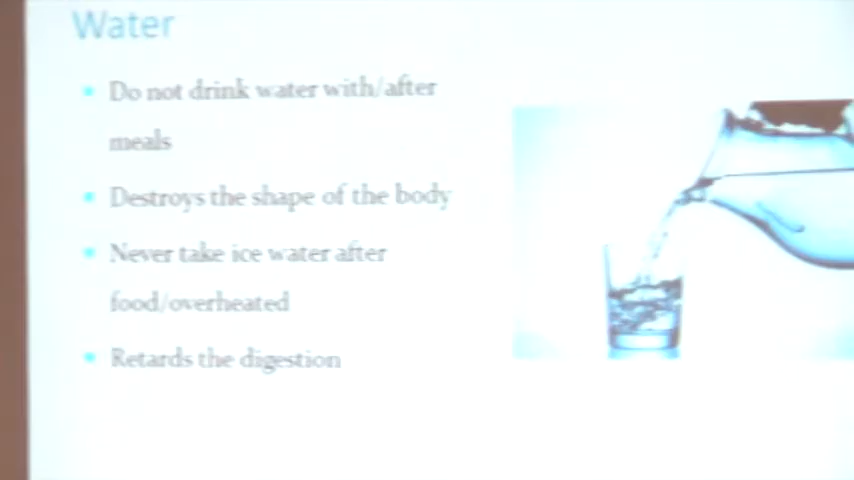 Water
Do not drink water with/after
meals
Destroys the shape of the body
Never take ice water after
food/overheated
Retards the digestion